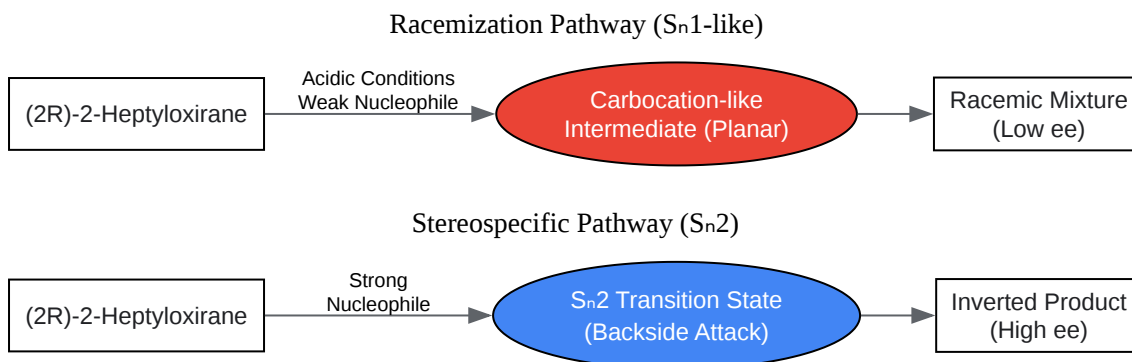 Racemization Pathway (Sₙ1-like)
(2R)-2-Heptyloxirane
Acidic Conditions
Weak Nucleophile
Carbocation-like
Intermediate (Planar)
Racemic Mixture
(Low ee)
Stereospecific Pathway (Sₙ2)
(2R)-2-Heptyloxirane
Strong
Nucleophile
Sₙ2 Transition State
(Backside Attack)
Inverted Product
(High ee)